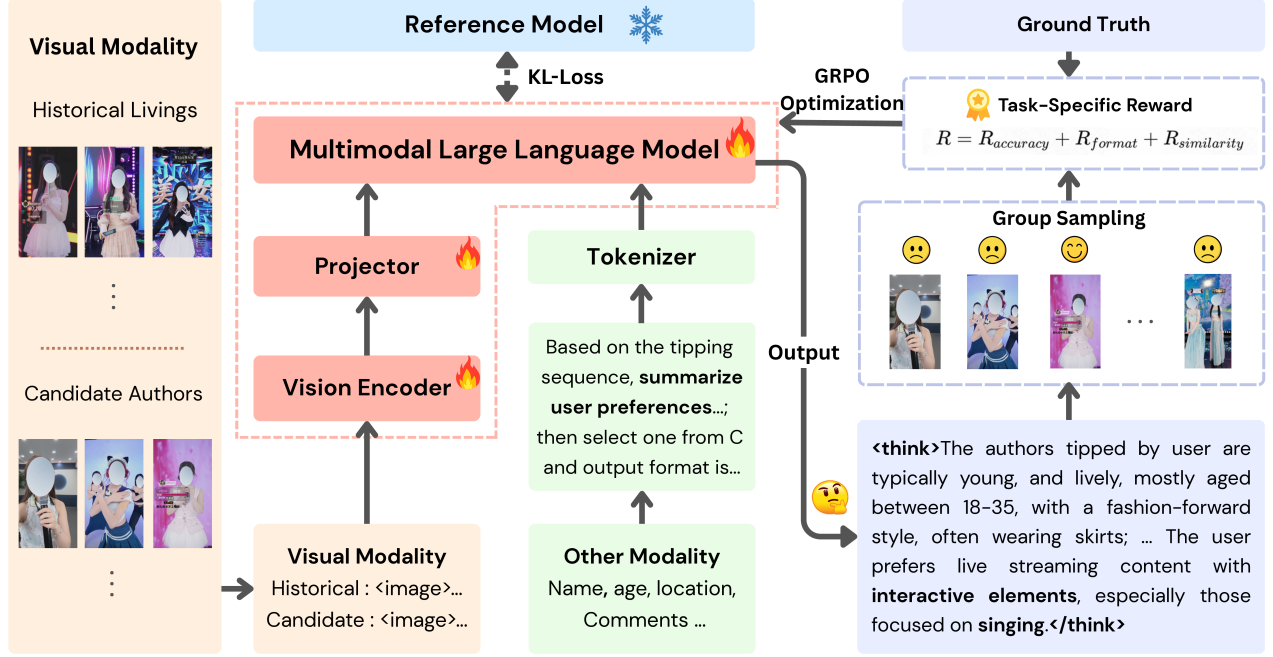 Visual Modality
Historical Livings
⋮
Candidate Authors
⋮
Reference Model
KL-Loss
Multimodal Large Language Model
Projector
Vision Encoder
Visual Modality
Historical : <image>...
Candidate : <image>...
Tokenizer
Based on the tipping
sequence, summarize
user preferences...;
then select one from C
and output format is...
Other Modality
Name, age, location,
Comments ...
GRPO
Optimization
Output
Ground Truth
Task-Specific Reward
R = R_accuracy + R_format + R_similarity
Group Sampling
...
<think>The authors tipped by user are
typically young, and lively, mostly aged
between 18-35, with a fashion-forward
style, often wearing skirts; ... The user
prefers live streaming content with
interactive elements, especially those
focused on singing.</think>